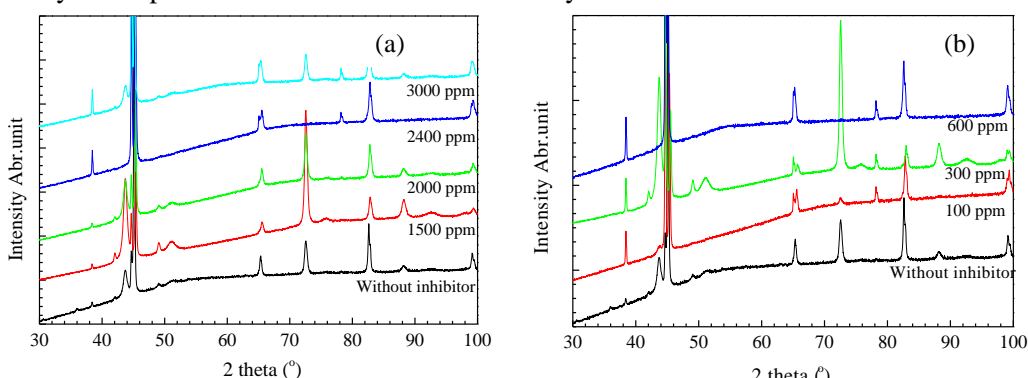 (a)
3000 ppm
2400 ppm
2000 ppm
1500 ppm
Without inhibitor
Intensity Abr.unit
30 40 50 60 70 80 90 100
2 theta (o)
(b)
600 ppm
300 ppm
100 ppm
Without inhibitor
Intensity Abr.unit
30 40 50 60 70 80 90 100
2 theta (o)